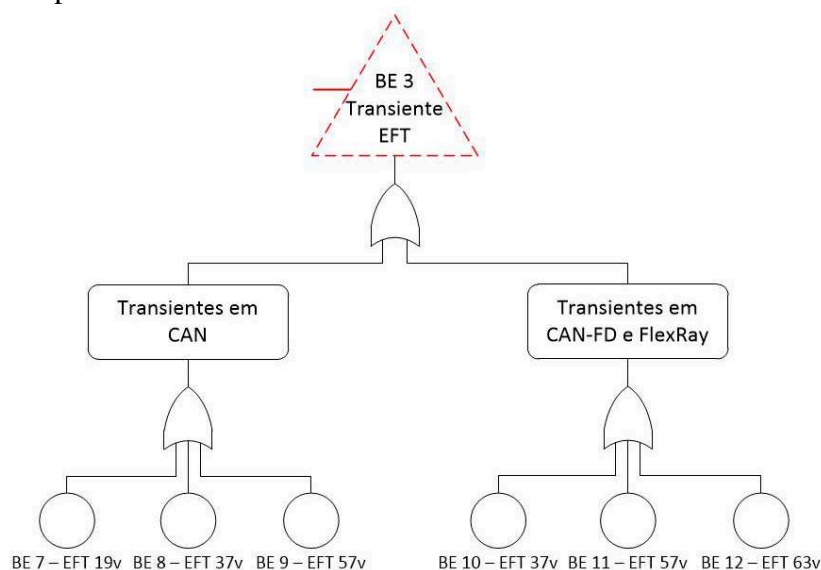 BE 3
Transiente
EFT
Transientes em
CAN
Transientes em
CAN-FD e FlexRay
BE 7 – EFT 19v BE 8 – EFT 37v BE 9 – EFT 57v BE 10 – EFT 37v BE 11 – EFT 57v BE 12 – EFT 63v